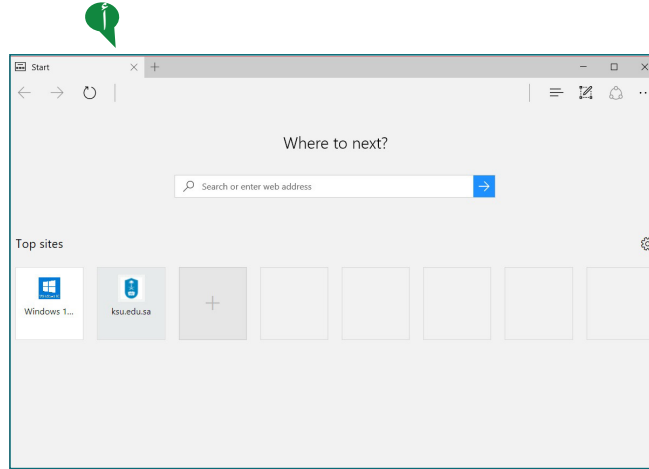 أ
Start
Where to next?
Search or enter web address
Top sites
Windows 1...
ksu.edu.sa